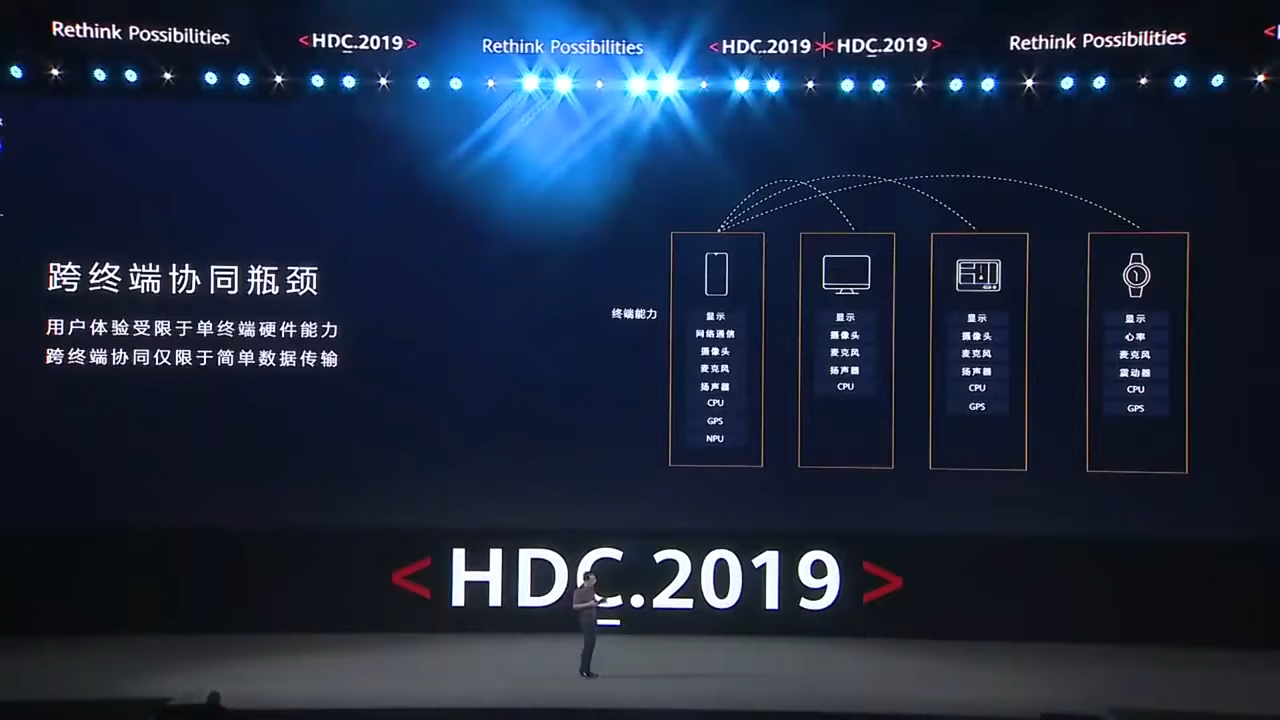 Rethink Possibilities
<HDC.2019>
Rethink Possibilities
<HDC.2019>
<HDC.2019>
Rethink Possibilities
跨终端协同瓶颈
用户体验受限于单终端硬件能力
跨终端协同仅限于简单数据传输
终端能力
显示
网络通信
摄像头
麦克风
扬声器
CPU
GPS
NPU
显示
摄像头
麦克风
扬声器
CPU
显示
摄像头
麦克风
扬声器
CPU
GPS
显示
心率
麦克风
震动器
CPU
GPS
<HDC.2019>